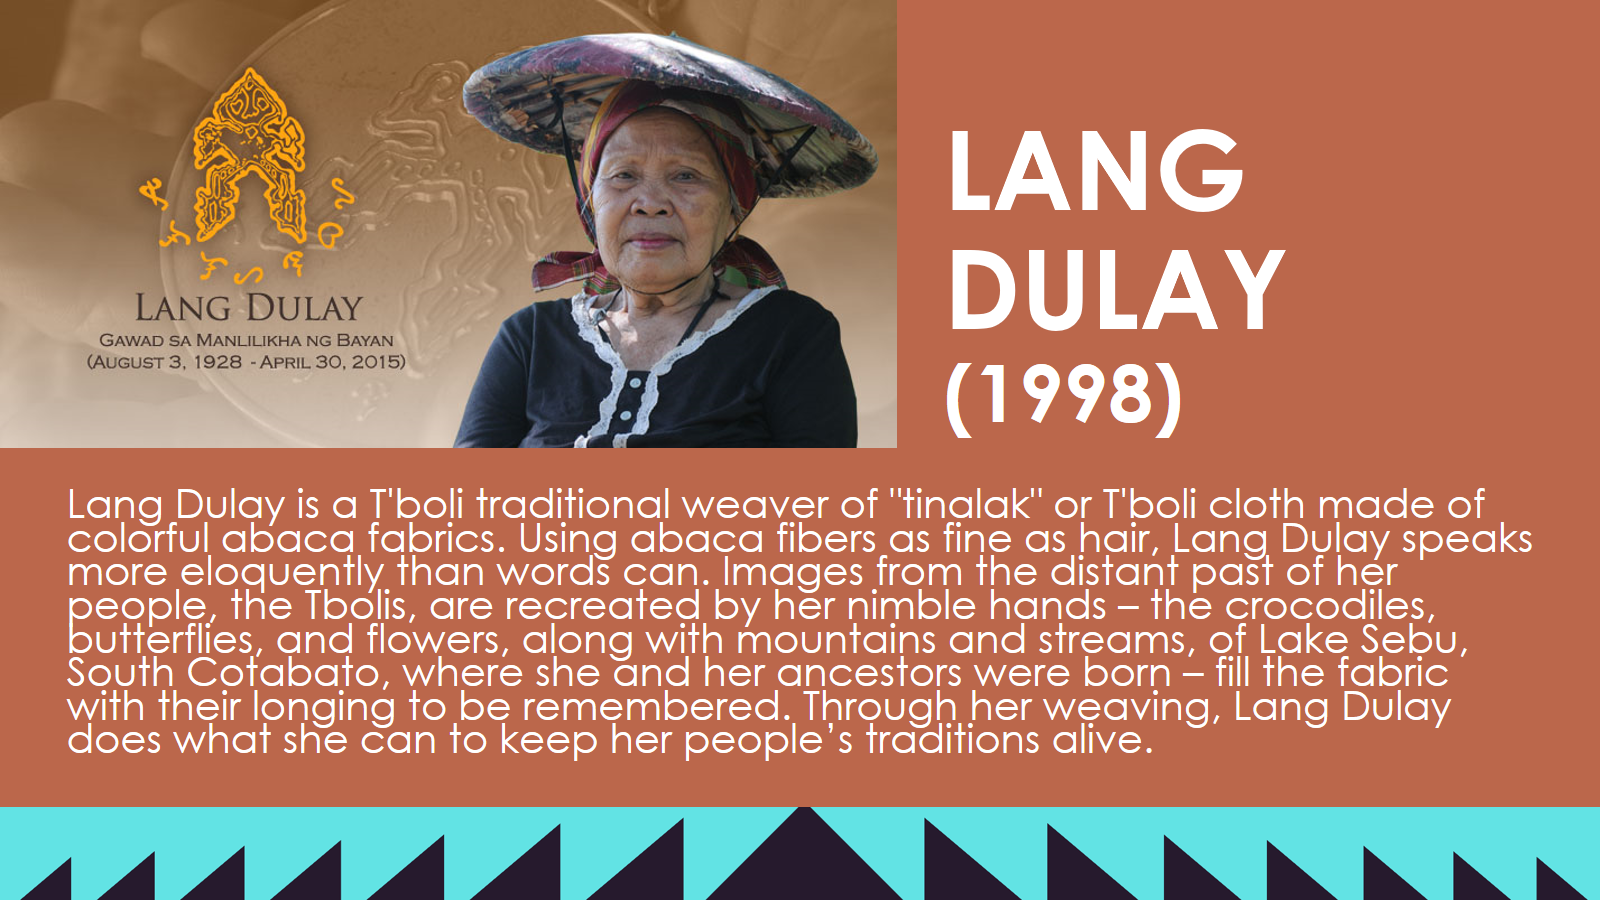 LANG DULAY
GAWAD SA MANLILIKHA NG BAYAN
(AUGUST 3, 1928 - APRIL 30, 2015)
LANG
DULAY
(1998)
Lang Dulay is a T'boli traditional weaver of "tinalak" or T'boli cloth made of
colorful abaca fabrics. Using abaca fibers as fine as hair, Lang Dulay speaks
more eloquently than words can. Images from the distant past of her
people, the Tbolis, are recreated by her nimble hands – the crocodiles,
butterflies, and flowers, along with mountains and streams, of Lake Sebu,
South Cotabato, where she and her ancestors were born – fill the fabric
with their longing to be remembered. Through her weaving, Lang Dulay
does what she can to keep her people’s traditions alive.